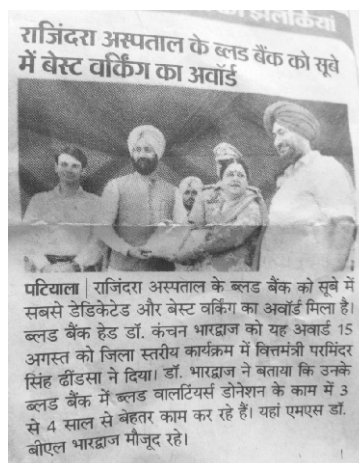 झलकियां
राजिंदरा अस्पताल के ब्लड बैंक को सूबे
में बेस्ट वर्किंग का अवॉर्ड
पटियाला | राजिंदरा अस्पताल के ब्लड बैंक को सूबे में
सबसे डेडिकेटेड और बेस्ट वर्किंग का अवॉर्ड मिला है।
ब्लड बैंक हेड डॉ. कंचन भारद्वाज को यह अवार्ड 15
अगस्त को जिला स्तरीय कार्यक्रम में वित्तमंत्री परमिंदर
सिंह ढींडसा ने दिया। डॉ. भारद्वाज ने बताया कि उनके
ब्लड बैंक में ब्लड वालटियर्स डोनेशन के काम में 3
से 4 साल से बेहतर काम कर रहे हैं। यहां एमएस डॉ.
बीएल भारद्वाज मौजूद रहे।